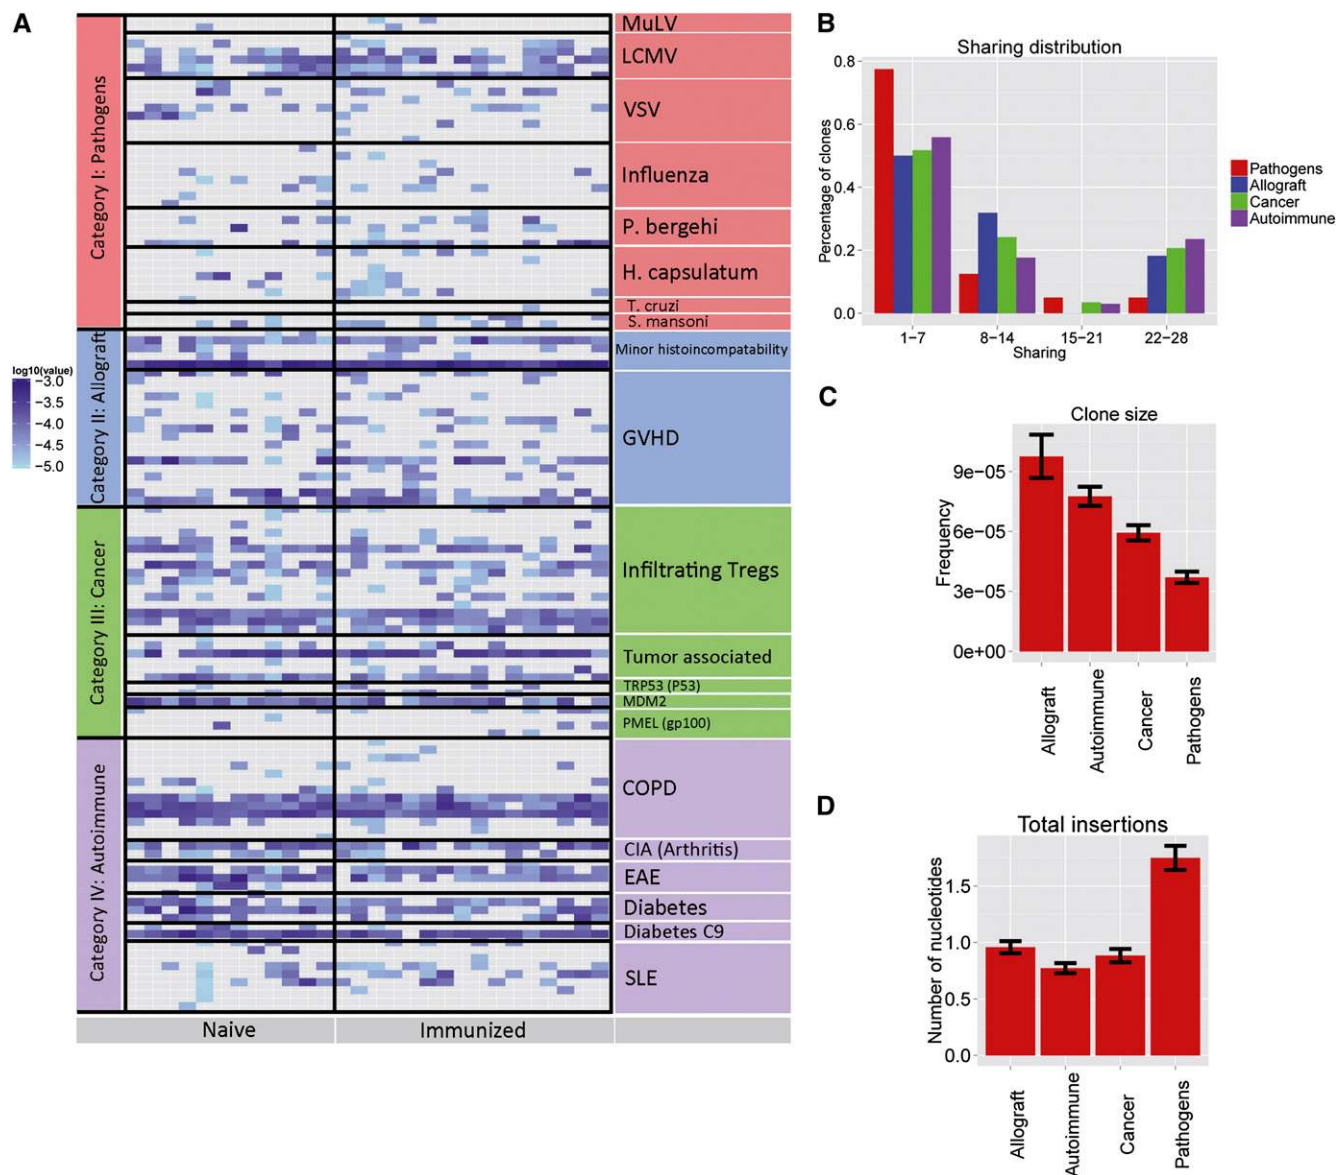 A
Category I: Pathogens
Category II: Allograft
Category III: Cancer
Category IV: Autoimmune
log10(value)
−3.0
−3.5
−4.0
−4.5
−5.0
MuLV
LCMV
VSV
Influenza
P. bergehi
H. capsulatum
T. cruzi
S. mansoni
Minor histoincompatability
GVHD
Infiltrating Tregs
Tumor associated
TRP53 (P53)
MDM2
PMEL (gp100)
COPD
CIA (Arthritis)
EAE
Diabetes
Diabetes C9
SLE
Naive
Immunized
B
Sharing distribution
Percentage of clones
0.8
0.6
0.4
0.2
0.0
1−7
8−14
15−21
22−28
Sharing
Pathogens
Allograft
Cancer
Autoimmune
C
Clone size
Frequency
9e−05
6e−05
3e−05
0e+00
Allograft
Autoimmune
Cancer
Pathogens
D
Total insertions
Number of nucleotides
1.5
1.0
0.5
0.0
Allograft
Autoimmune
Cancer
Pathogens